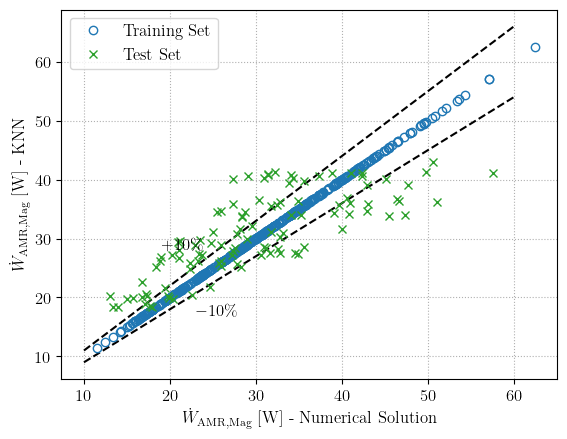 Training Set
Test Set
60
50
40
30
20
10
+10%
−10%
10 20 30 40 50 60
Ẇ_AMR,Mag [W] - KNN
Ẇ_AMR,Mag [W] - Numerical Solution